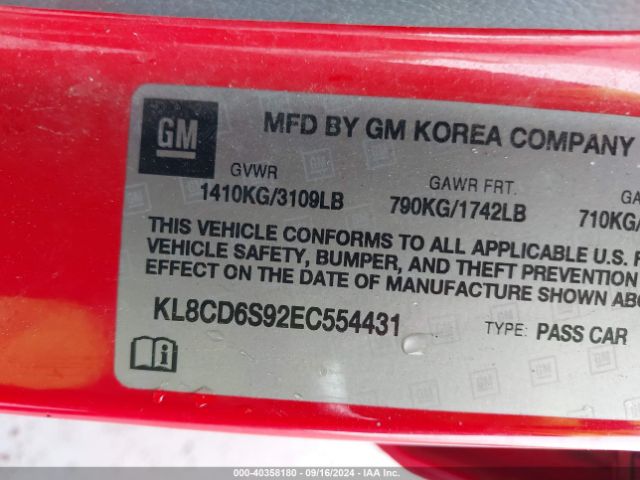 GM
MFD BY GM KOREA COMPANY
GVWR
GAWR FRT.
1410KG/3109LB
790KG/1742LB
710KG/
THIS VEHICLE CONFORMS TO ALL APPLICABLE U.S.
VEHICLE SAFETY, BUMPER, AND THEFT PREVENTION
EFFECT ON THE DATE OF MANUFACTURE SHOWN
KL8CD6S92EC554431
TYPE: PASS CAR
000-40358180 - 09/16/2024 - IAA Inc.